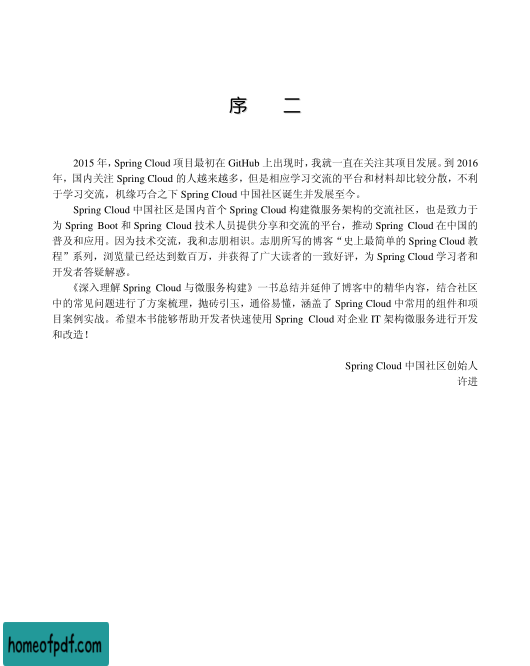 序 二
2015 年，Spring Cloud 项目最初在 GitHub 上出现时，我就一直在关注其项目发展。到 2016
年，国内关注 Spring Cloud 的人越来越多，但是相应学习交流的平台和材料却比较分散，不利
于学习交流，机缘巧合之下 Spring Cloud 中国社区诞生并发展至今。
Spring Cloud 中国社区是国内首个 Spring Cloud 构建微服务架构的交流社区，也是致力于
为 Spring Boot 和 Spring Cloud 技术人员提供分享和交流的平台，推动 Spring Cloud 在中国的
普及和应用。因为技术交流，我和志朋相识。志朋所写的博客“史上最简单的 Spring Cloud 教
程”系列，浏览量已经达到数百万，并获得了广大读者的一致好评，为 Spring Cloud 学习者和
开发者答疑解惑。
《深入理解 Spring Cloud 与微服务构建》一书总结并延伸了博客中的精华内容，结合社区
中的常见问题进行了方案梳理，抛砖引玉，通俗易懂，涵盖了 Spring Cloud 中常用的组件和项
目案例实战。希望本书能够帮助开发者快速使用 Spring Cloud 对企业 IT 架构微服务进行开发
和改造！
Spring Cloud 中国社区创始人
许进
homeofpdf.com